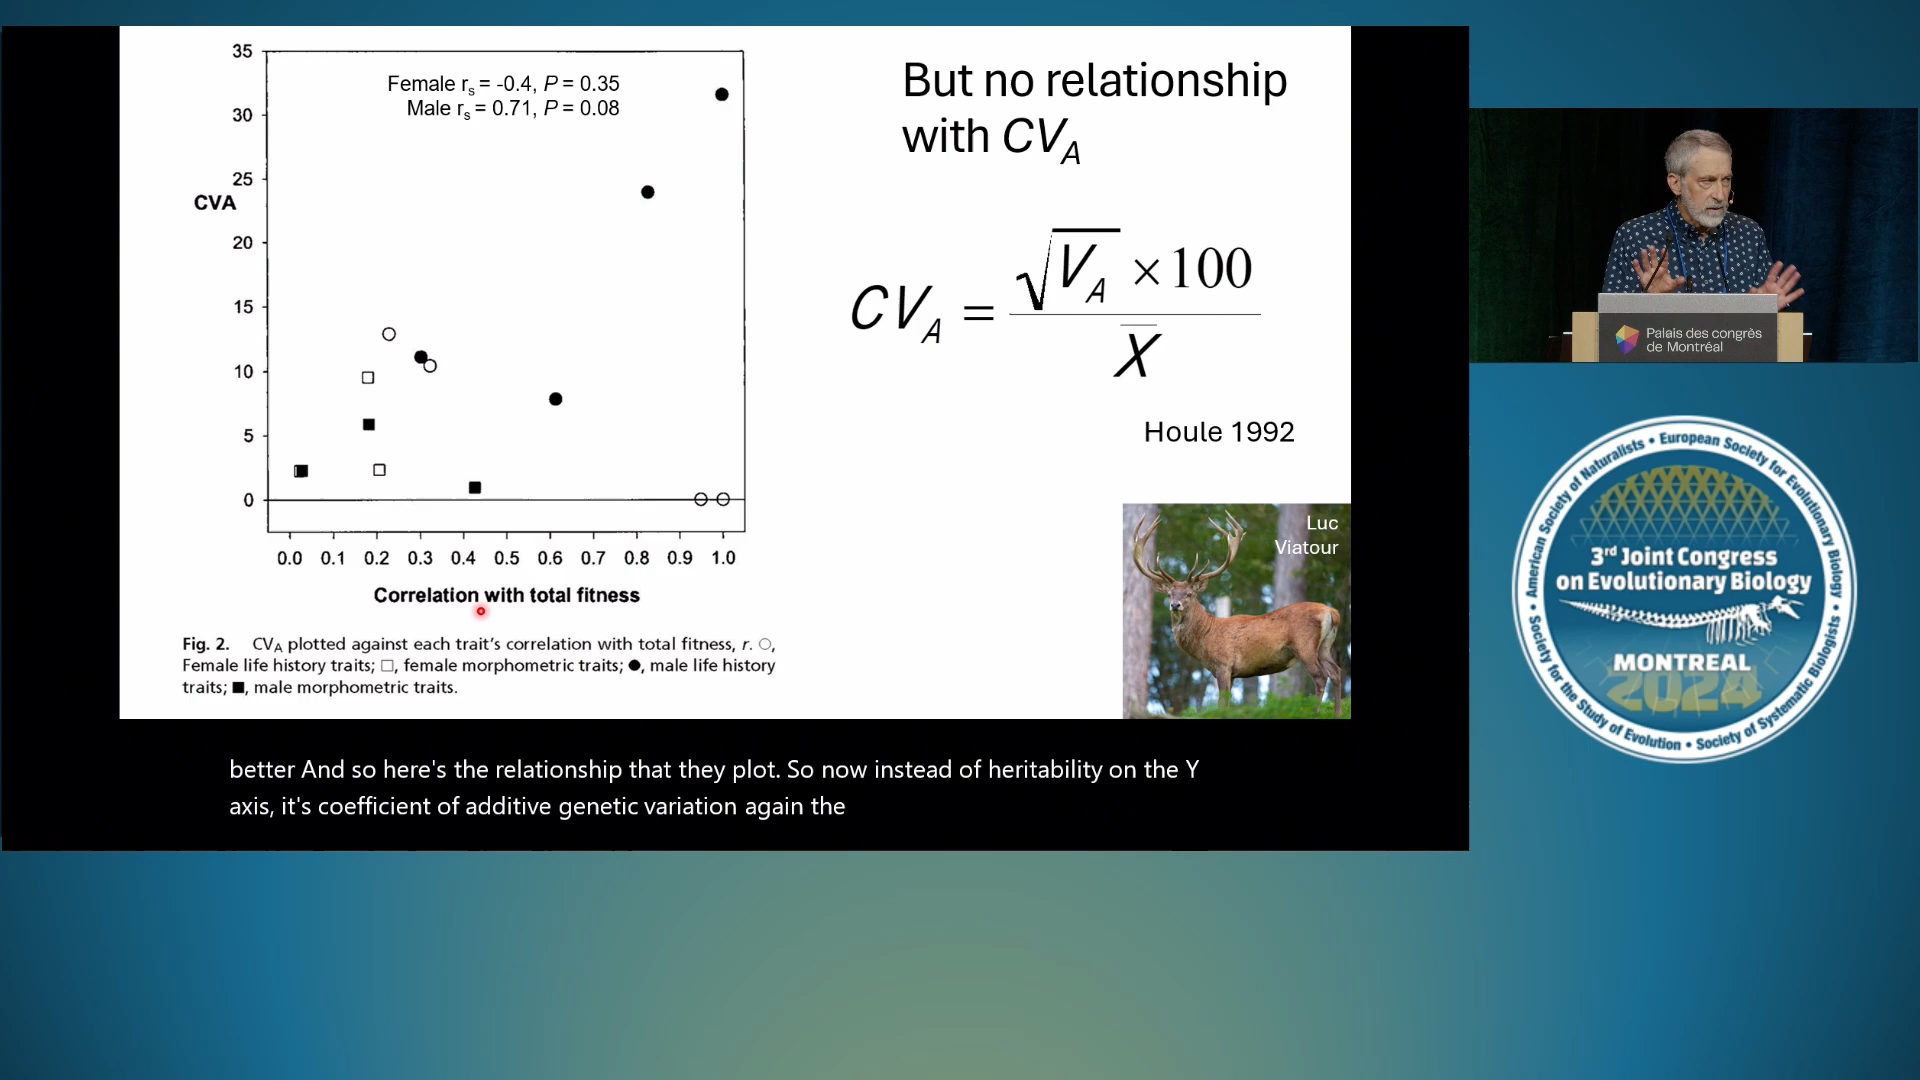 35
30
25
20
15
10
5
0
CVA
Female rs = -0.4, P = 0.35
Male rs = 0.71, P = 0.08
0.0 0.1 0.2 0.3 0.4 0.5 0.6 0.7 0.8 0.9 1.0
Correlation with total fitness
Fig. 2. CVA plotted against each trait's correlation with total fitness, r. ○,
Female life history traits; □, female morphometric traits; ●, male life history
traits; ■, male morphometric traits.
But no relationship
with CVA
CVA = √VA ×100
X̅
Houle 1992
Luc
Viatour
better And so here's the relationship that they plot. So now instead of heritability on the Y
axis, it's coefficient of additive genetic variation again the
Palais des congrès
de Montréal
American Society of Naturalists • European Society for Evolutionary Biology •
Society of Systematic Biologists • Society for the Study of Evolution •
3rd Joint Congress
on Evolutionary Biology
MONTREAL
2024